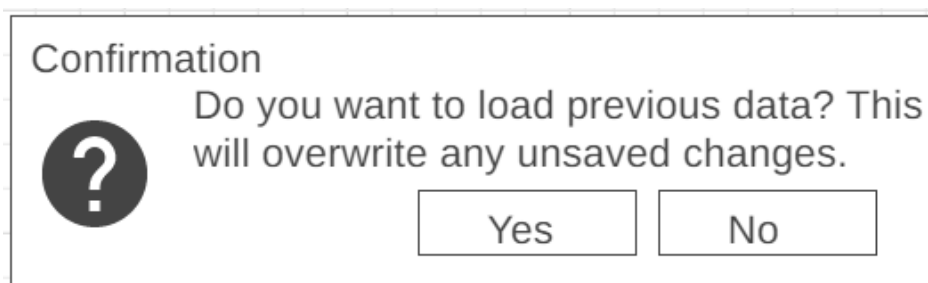 Confirmation
Do you want to load previous data? This
will overwrite any unsaved changes.
Yes No